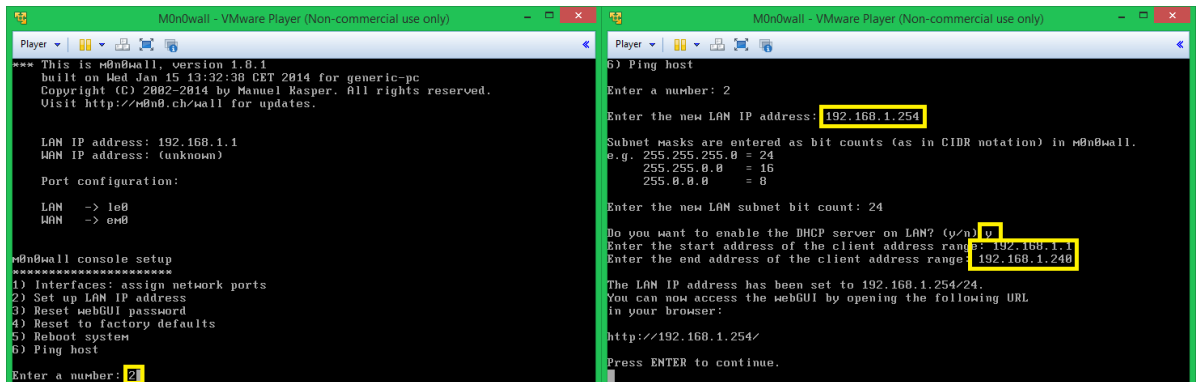 M0n0wall - VMware Player (Non-commercial use only)
Player
*** This is m0n0wall, version 1.8.1
built on Wed Jan 15 13:32:38 CET 2014 for generic-pc
Copyright (C) 2002-2014 by Manuel Kasper. All rights reserved.
Visit http://m0n0.ch/wall for updates.
LAN IP address: 192.168.1.1
WAN IP address: (unknown)
Port configuration:
LAN -> le0
WAN -> em0
m0n0wall console setup
**********************
1) Interfaces: assign network ports
2) Set up LAN IP address
3) Reset webGUI password
4) Reset to factory defaults
5) Reboot system
6) Ping host
Enter a number: 2
M0n0wall - VMware Player (Non-commercial use only)
Player
6) Ping host
Enter a number: 2
Enter the new LAN IP address: 192.168.1.254
Subnet masks are entered as bit counts (as in CIDR notation) in m0n0wall.
e.g. 255.255.255.0 = 24
255.255.0.0 = 16
255.0.0.0 = 8
Enter the new LAN subnet bit count: 24
Do you want to enable the DHCP server on LAN? (y/n) y
Enter the start address of the client address range: 192.168.1.1
Enter the end address of the client address range: 192.168.1.240
The LAN IP address has been set to 192.168.1.254/24.
You can now access the webGUI by opening the following URL
in your browser:
http://192.168.1.254/
Press ENTER to continue.